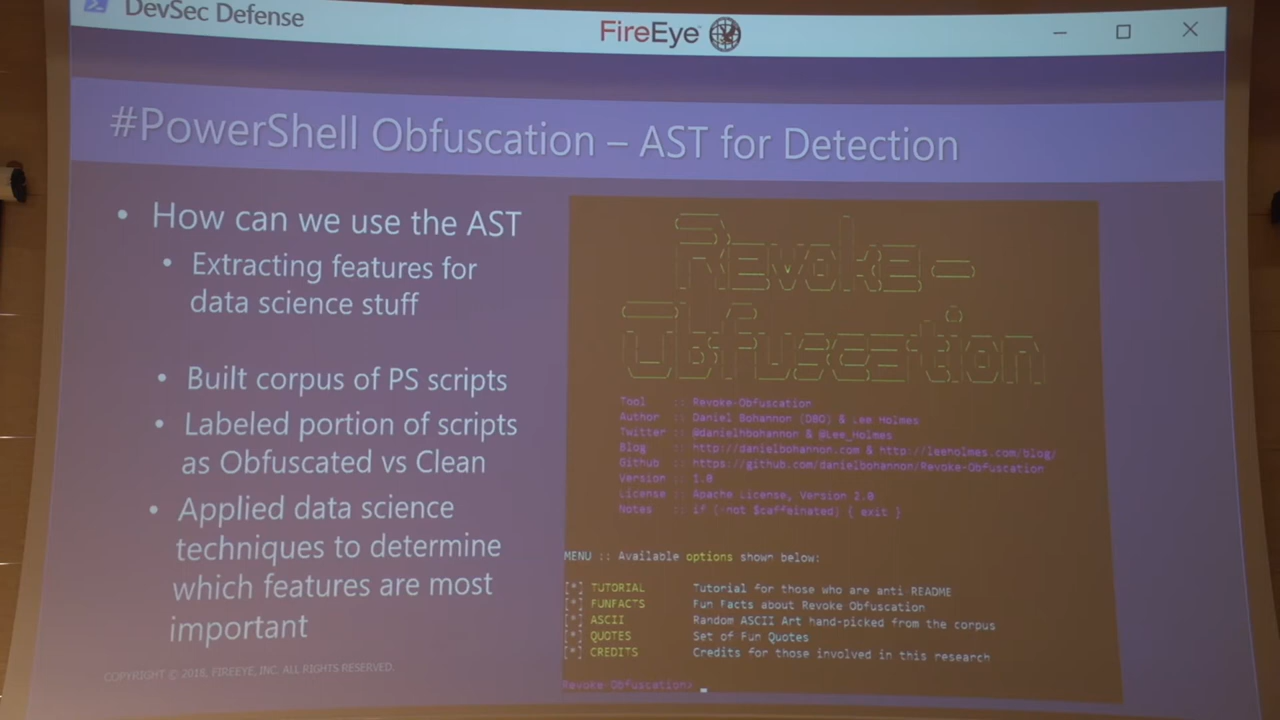 DevSec Defense
FireEye
#PowerShell Obfuscation – AST for Detection
• How can we use the AST
• Extracting features for
data science stuff
• Built corpus of PS scripts
• Labeled portion of scripts
as Obfuscated vs Clean
• Applied data science
techniques to determine
which features are most
important
COPYRIGHT © 2018, FIREEYE, INC. ALL RIGHTS RESERVED.
Revoke-
Obfuscation
Tool :: Revoke-Obfuscation
Author :: Daniel Bohannon (DBO) & Lee Holmes
Twitter :: @danielhbohannon & @Lee_Holmes
Blog :: http://danielbohannon.com & http://leeholmes.com/blog/
Github :: https://github.com/danielbohannon/Revoke-Obfuscation
Version :: 1.0
License :: Apache License, Version 2.0
Notes :: if (-not $caffeinated) { exit }
MENU :: Available options shown below:
[*] TUTORIAL Tutorial for those who are anti README
[*] FUNFACTS Fun Facts about Revoke Obfuscation
[*] ASCII Random ASCII Art hand-picked from the corpus
[*] QUOTES Set of Fun Quotes
[*] CREDITS Credits for those involved in this research
Revoke-Obfuscation> _